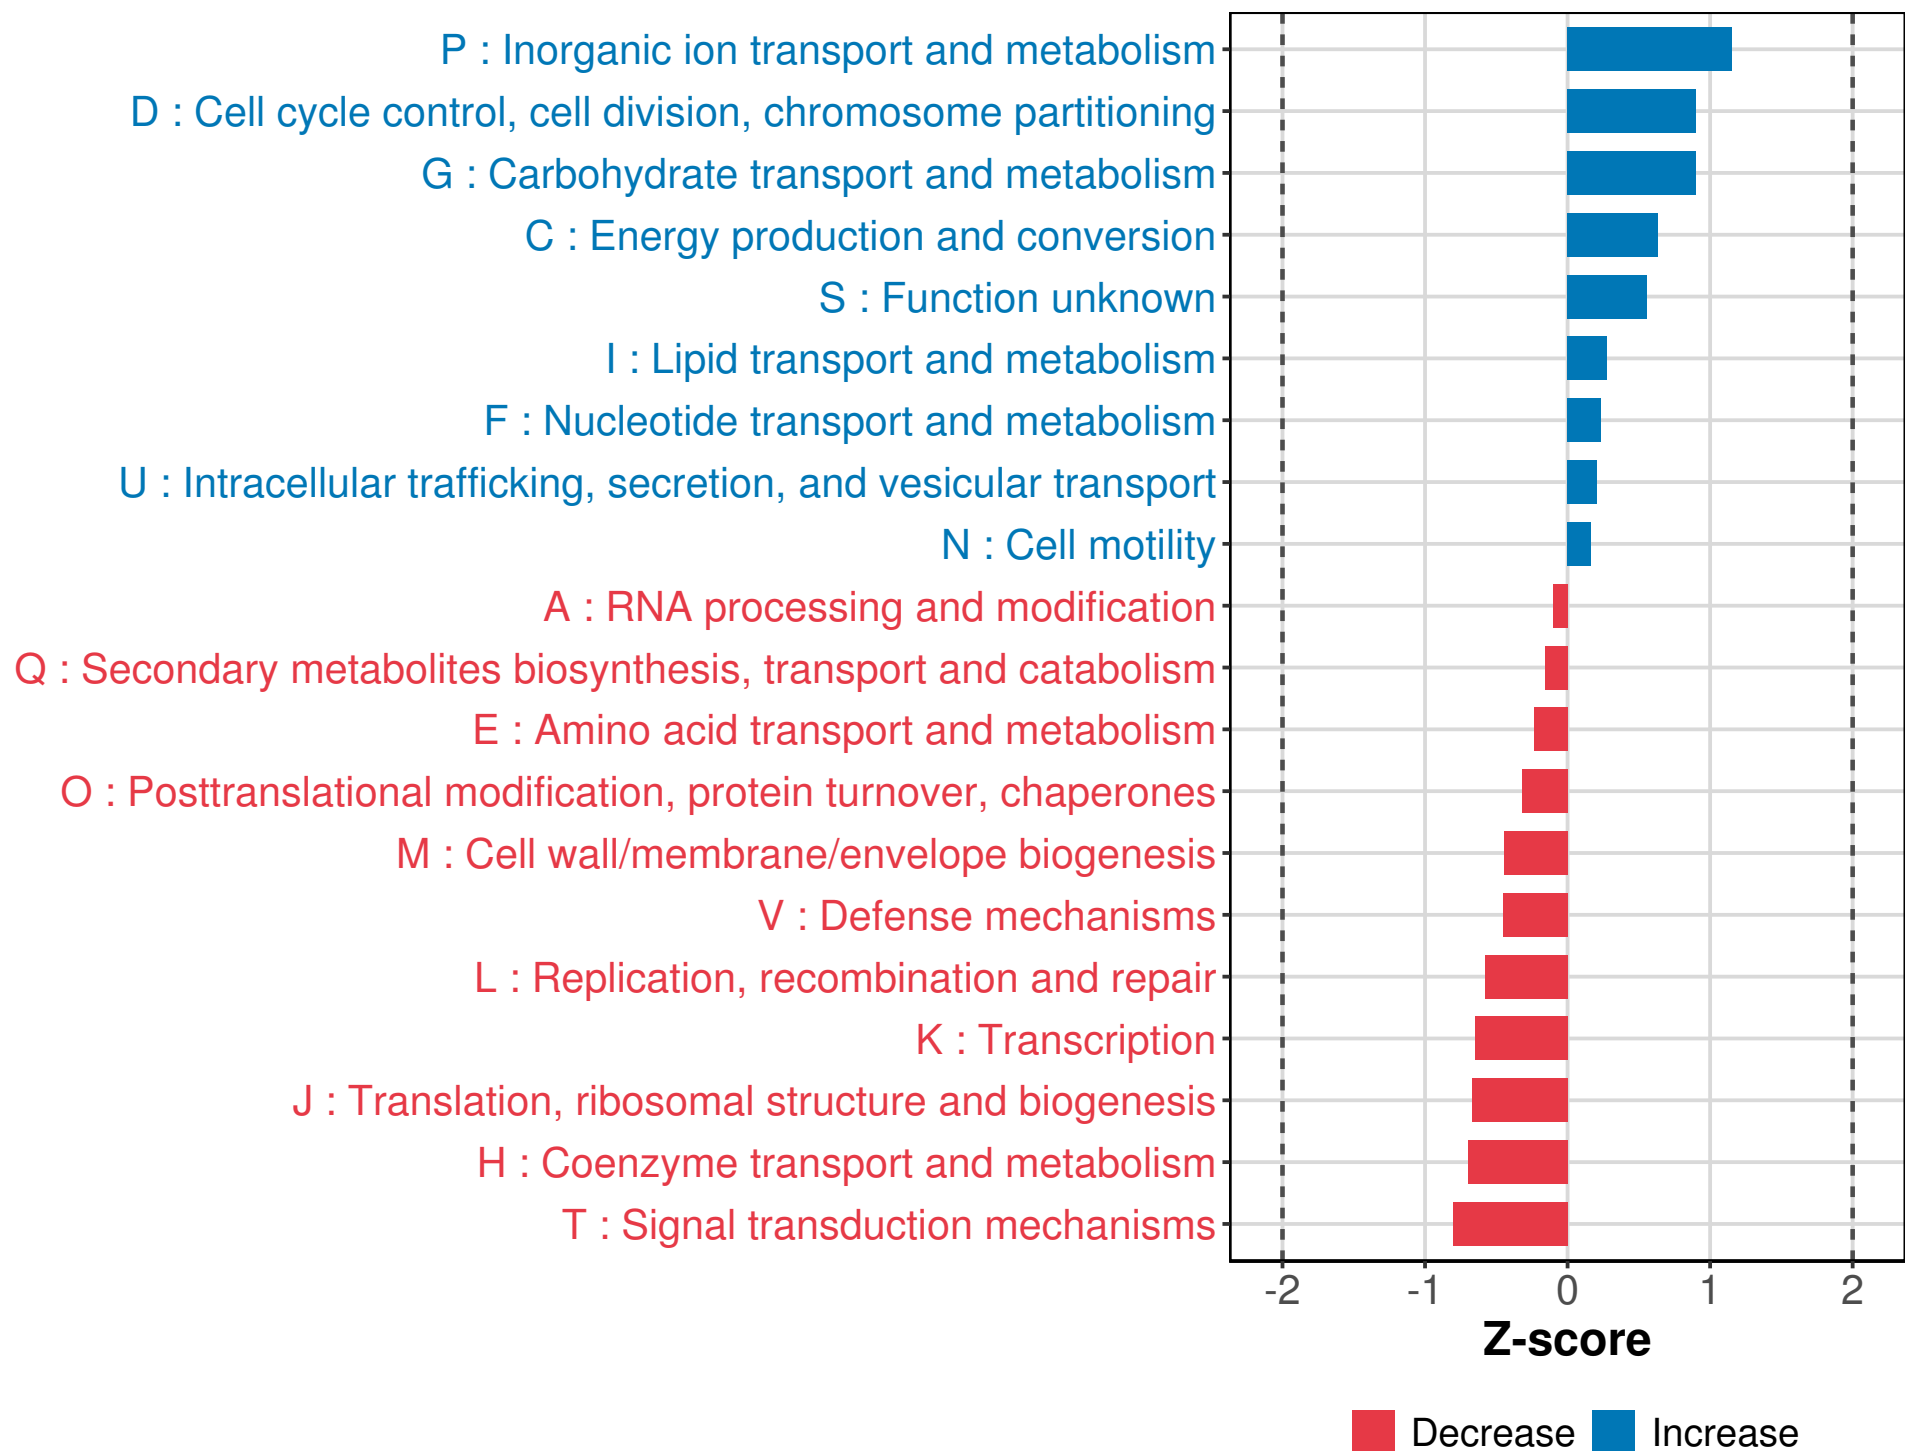 P : Inorganic ion transport and metabolism
D : Cell cycle control, cell division, chromosome partitioning
G : Carbohydrate transport and metabolism
C : Energy production and conversion
S : Function unknown
I : Lipid transport and metabolism
F : Nucleotide transport and metabolism
U : Intracellular trafficking, secretion, and vesicular transport
N : Cell motility
A : RNA processing and modification
Q : Secondary metabolites biosynthesis, transport and catabolism
E : Amino acid transport and metabolism
O : Posttranslational modification, protein turnover, chaperones
M : Cell wall/membrane/envelope biogenesis
V : Defense mechanisms
L : Replication, recombination and repair
K : Transcription
J : Translation, ribosomal structure and biogenesis
H : Coenzyme transport and metabolism
T : Signal transduction mechanisms
-2 -1 0 1 2
Z-score
Decrease Increase